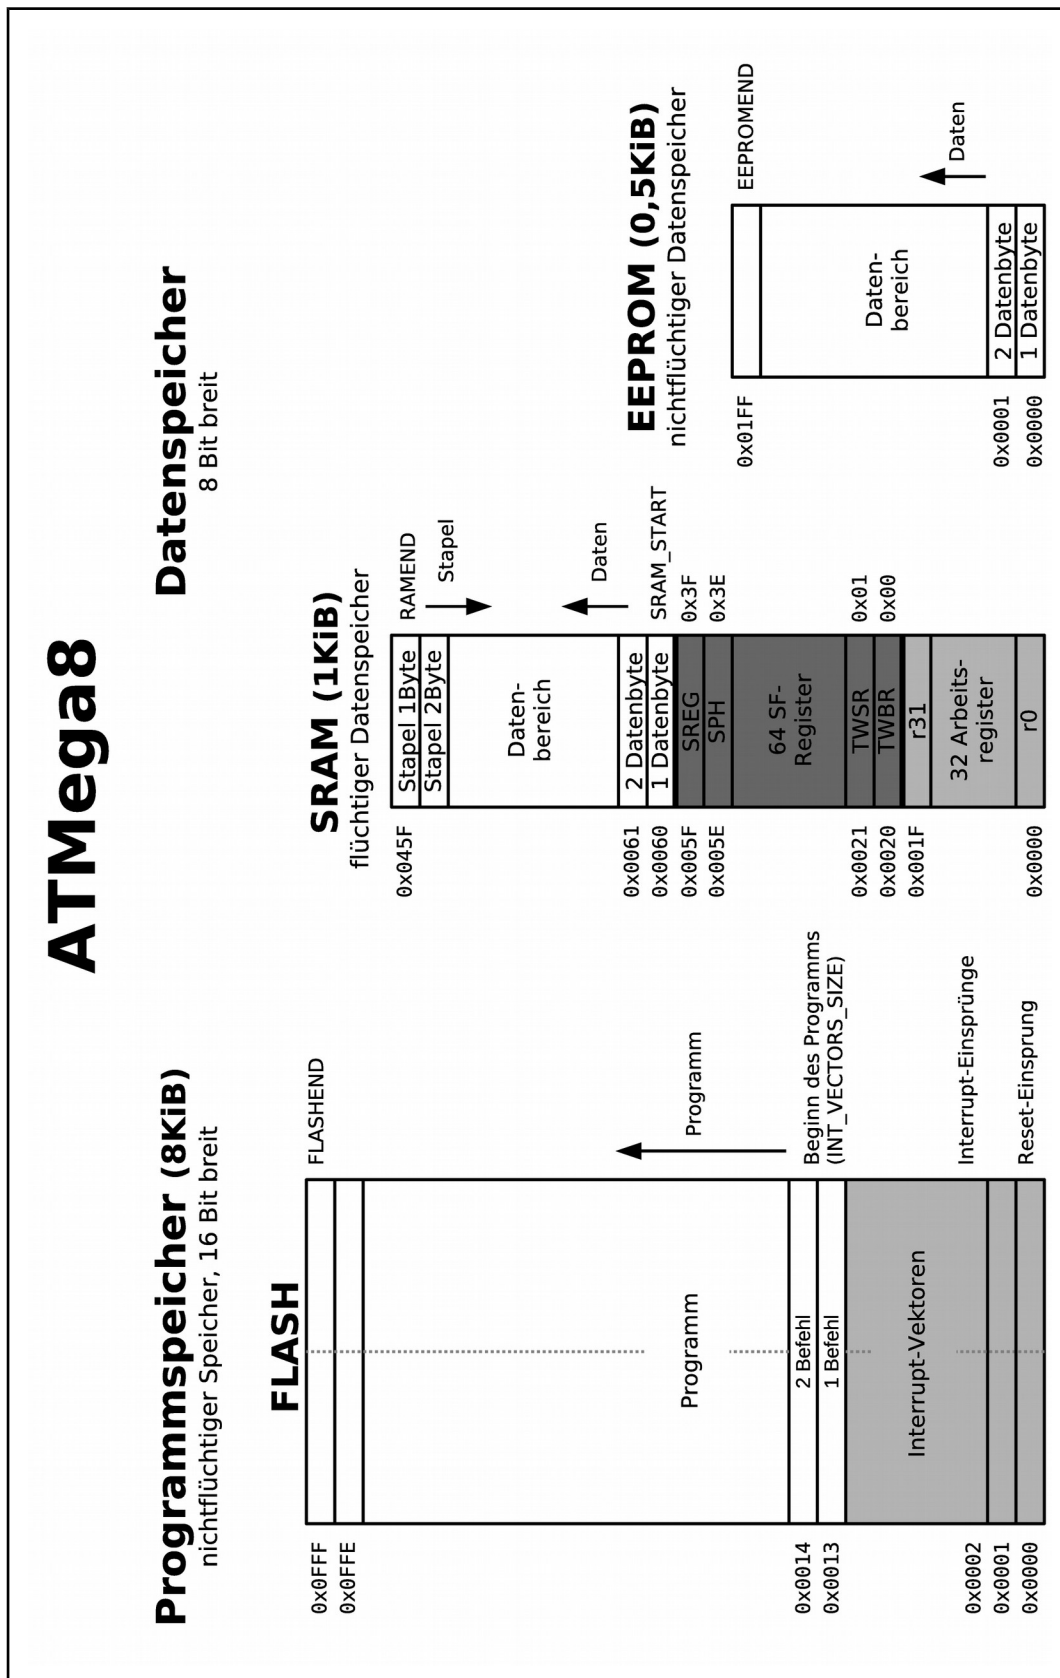 ATMega8
Programmspeicher (8KiB)
nichtflüchtiger Speicher, 16 Bit breit
FLASH
0x0FFF
FLASHEND
0x0FFE
Programm
Programm
0x0014
2 Befehl
0x0013
1 Befehl
Beginn des Programms
(INT_VECTORS_SIZE)
Interrupt-Vektoren
0x0002
Interrupt-Einsprünge
0x0001
0x0000
Reset-Einsprung
Datenspeicher
8 Bit breit
SRAM (1KiB)
flüchtiger Datenspeicher
0x045F
Stapel 1Byte
RAMEND
Stapel 2Byte
Stapel
Daten-
bereich
Daten
0x0061
2 Datenbyte
0x0060
1 Datenbyte
SRAM_START
0x005F
SREG
0x3F
0x005E
SPH
0x3E
64 SF-
Register
0x0021
TWSR
0x01
0x0020
TWBR
0x00
0x001F
r31
32 Arbeits-
register
0x0000
r0
EEPROM (0,5KiB)
nichtflüchtiger Datenspeicher
0x01FF
EEPROMEND
Daten-
bereich
Daten
0x0001
2 Datenbyte
0x0000
1 Datenbyte